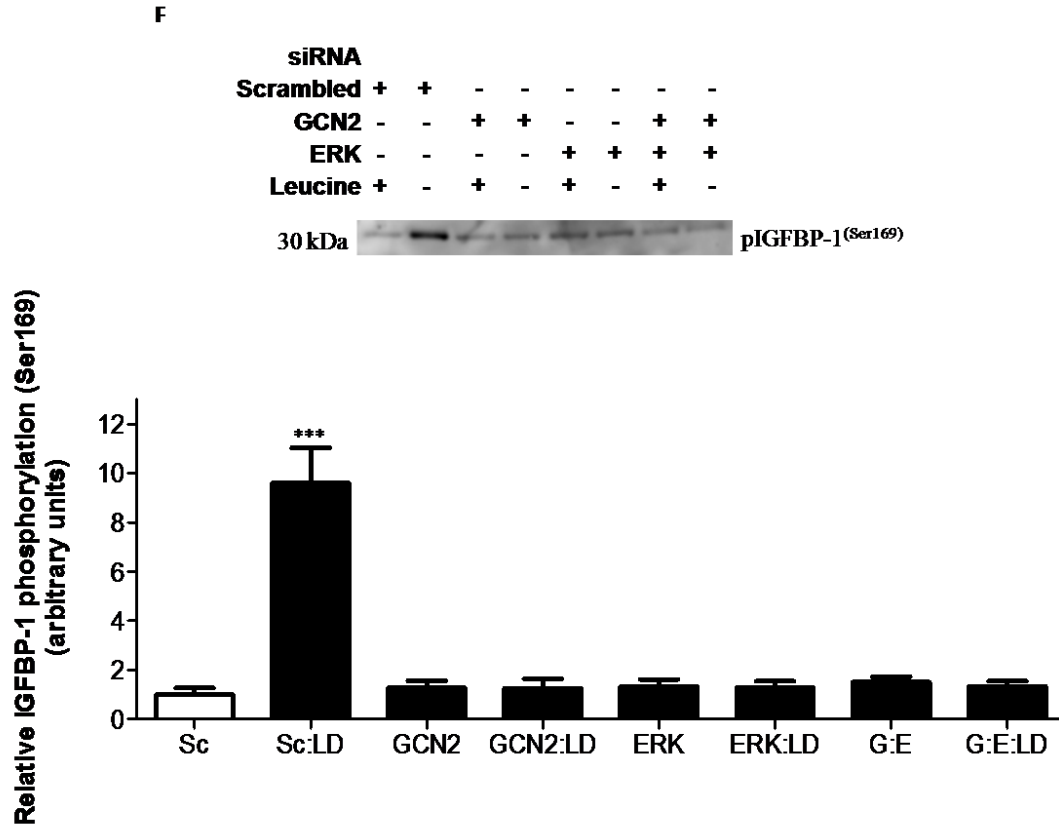 F
siRNA
Scrambled + + - - - - - -
GCN2 - - + + - - + +
ERK - - - - + + + +
Leucine + - + - + - + -
30 kDa pIGFBP-1(Ser169)
Relative IGFBP-1 phosphorylation (Ser169)
(arbitrary units)
12
10
8
6
4
2
0
***
Sc Sc:LD GCN2 GCN2:LD ERK ERK:LD G:E G:E:LD